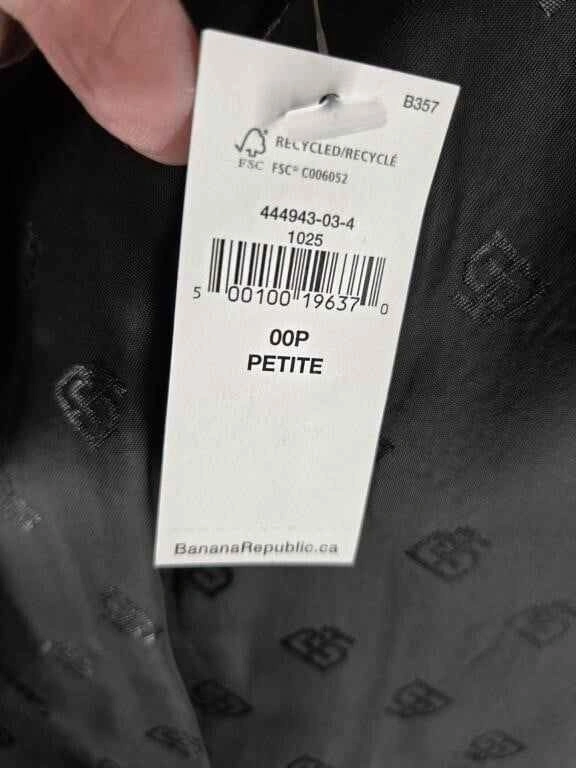 B357
RECYCLED/RECYCLÉ
FSC FSC® C006052
444943-03-4
1025
5 00100 19637 0
00P
PETITE
BananaRepublic.ca